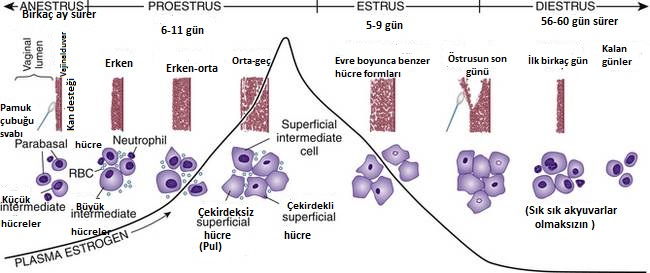 ANESTRUS
PROESTRUS
ESTRUS
DIESTRUS
Birkaç ay sürer
6-11 gün
5-9 gün
56-60 gün sürer
Vaginal
lumen
Vajinalduvar
Kan desteği
Erken
Erken-orta
Orta-geç
Evre boyunca benzer
hücre formları
Östrusun son
günü
İlk birkaç gün
Kalan
günler
Pamuk
çubuğu
svabı
Parabasal
hücre
Neutrophil
RBC
Superficial
intermediate
cell
Küçük
intermediate
hücreler
Büyük
intermediate
hücreler
Çekirdeksiz
superficial
hücre
(Pul)
Çekirdekli
superficial
hücre
(Sık sık akyuvarlar
olmaksızın )
PLASMA ESTROGEN